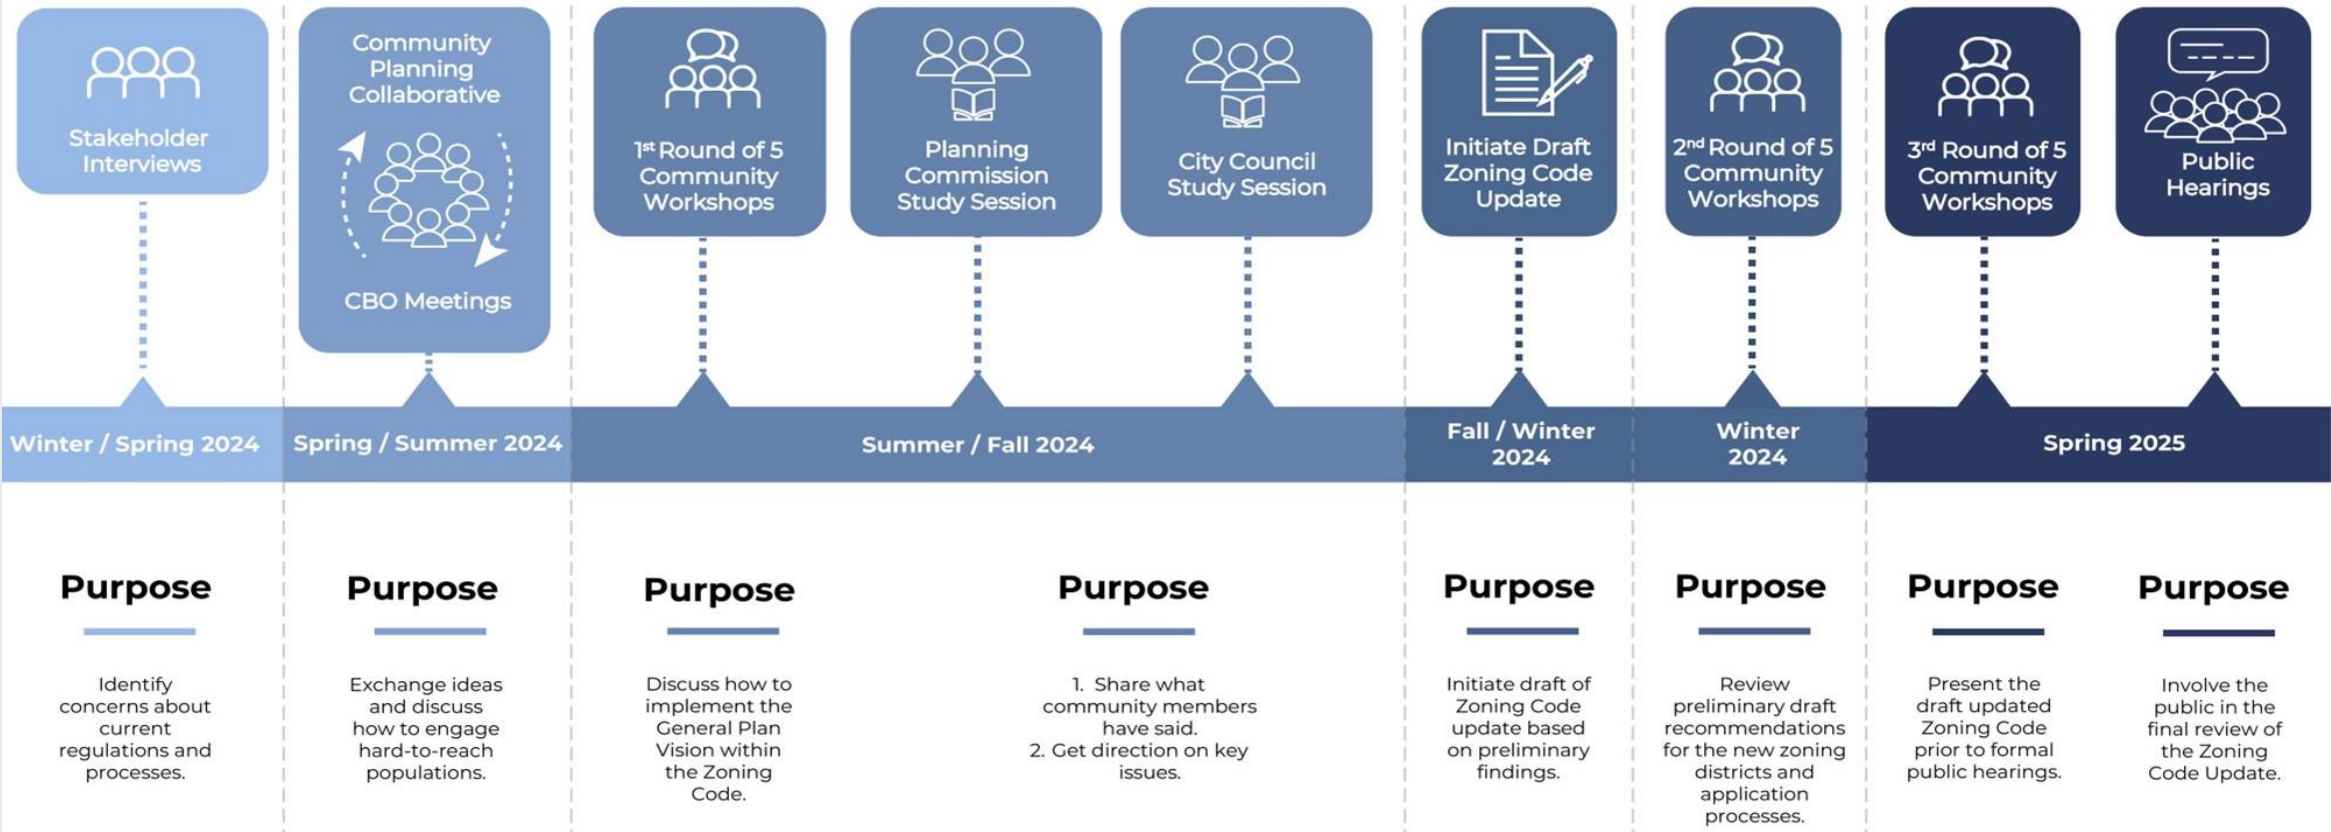 Stakeholder
Interviews
Community
Planning
Collaborative
CBO Meetings
1st Round of 5
Community
Workshops
Planning
Commission
Study Session
City Council
Study Session
Initiate Draft
Zoning Code
Update
2nd Round of 5
Community
Workshops
3rd Round of 5
Community
Workshops
Public
Hearings
Winter / Spring 2024
Spring / Summer 2024
Summer / Fall 2024
Fall / Winter
2024
Winter
2024
Spring 2025
Purpose
Identify
concerns about
current
regulations and
processes.
Purpose
Exchange ideas
and discuss
how to engage
hard-to-reach
populations.
Purpose
Discuss how to
implement the
General Plan
Vision within
the Zoning
Code.
Purpose
1. Share what
community members
have said.
2. Get direction on key
issues.
Purpose
Initiate draft of
Zoning Code
update based
on preliminary
findings.
Purpose
Review
preliminary draft
recommendations
for the new zoning
districts and
application
processes.
Purpose
Present the
draft updated
Zoning Code
prior to formal
public hearings.
Purpose
Involve the
public in the
final review of
the Zoning
Code Update.